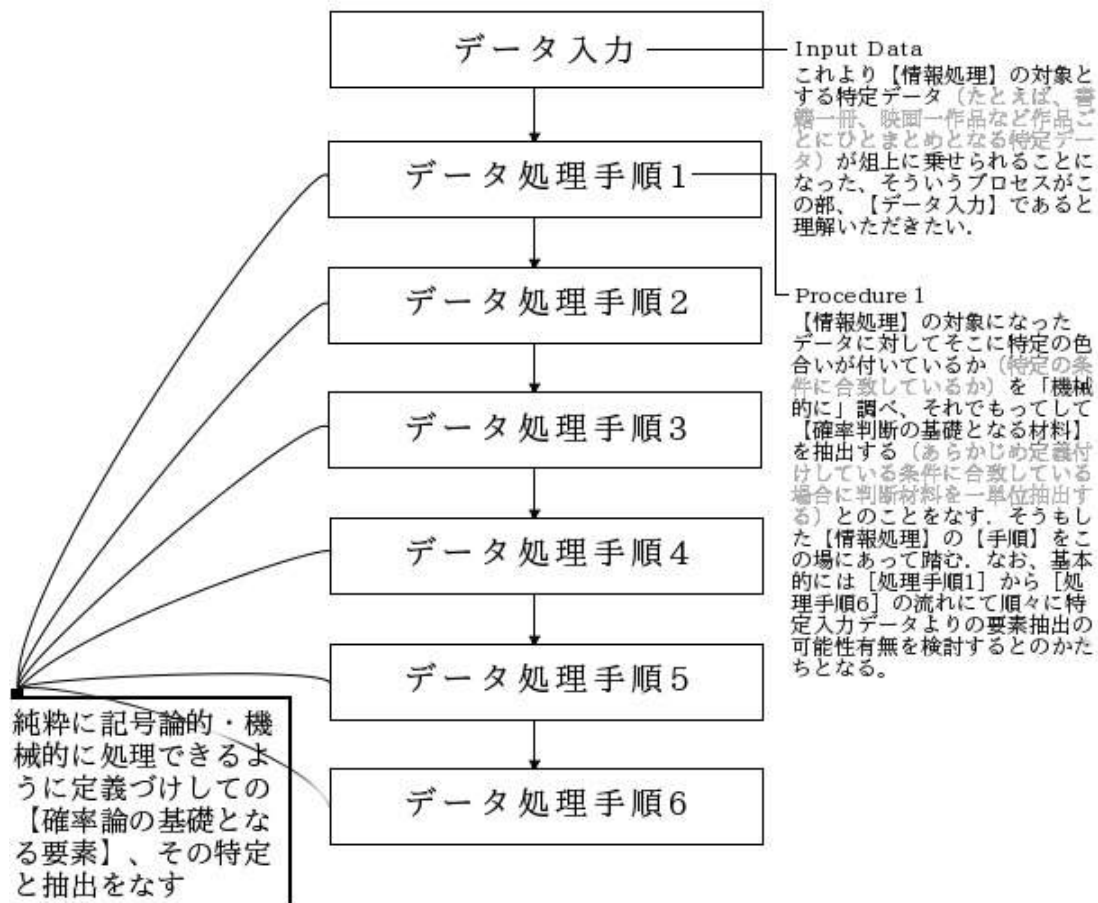 データ入力
データ処理手順1
データ処理手順2
データ処理手順3
データ処理手順4
データ処理手順5
データ処理手順6
Input Data
これより【情報処理】の対象と
する特定データ（たとえば、書
籍一冊、映画一作品など作品ご
とにひとまとめとなる特定デー
タ）が俎上に乗せられることに
なった、そういうプロセスがこ
の部、【データ入力】であると
理解いただきたい．
Procedure 1
【情報処理】の対象になった
データに対してそこに特定の色
合いが付いているか（特定の条
件に合致しているか）を「機械
的に」調べ、それでもってして
【確率判断の基礎となる材料】
を抽出する（あらかじめ定義付
けしている条件に合致している
場合に判断材料を一単位抽出す
る）とのことをなす．そうもし
た【情報処理】の【手順】をこ
の場にあって踏む．なお、基本
的には［処理手順1］から［処
理手順6］の流れにて順々に特
定入力データよりの要素抽出の
可能性有無を検討するとのかた
ちとなる。
純粋に記号論的・機
械的に処理できるよ
うに定義づけしての
【確率論の基礎とな
る要素】、その特定
と抽出をなす